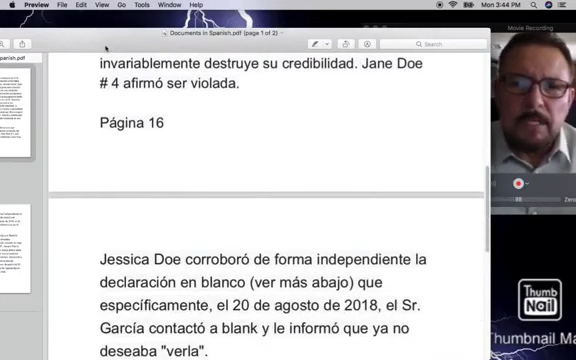 Preview File Edit View Go Tools Window Help
Mon 3:44 PM
Documents in Spanish.pdf (page 1 of 2)
Movie Recording
Search
invariablemente destruye su credibilidad. Jane Doe
# 4 afirmó ser violada.
Página 16
Jessica Doe corroboró de forma independiente la
declaración en blanco (ver más abajo) que
específicamente, el 20 de agosto de 2018, el Sr.
García contactó a blank y le informó que ya no
deseaba "verla".
Thumb
Nail